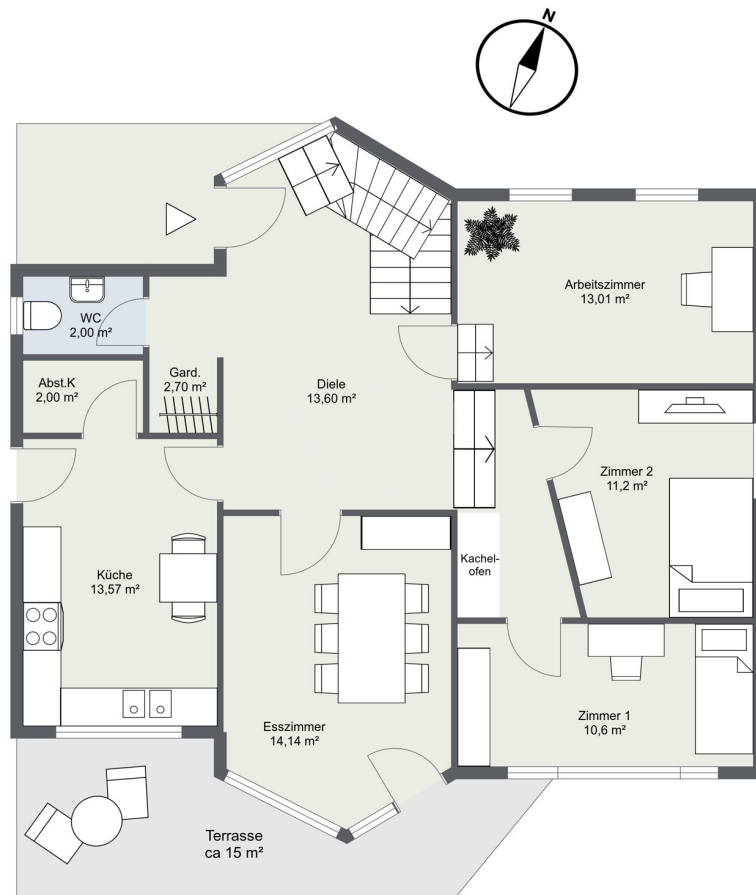 N
Arbeitszimmer
13,01 m²
WC
2,00 m²
Abst.K
2,00 m²
Gard.
2,70 m²
Diele
13,60 m²
Zimmer 2
11,2 m²
Kachel-
ofen
Küche
13,57 m²
Esszimmer
14,14 m²
Zimmer 1
10,6 m²
Terrasse
ca 15 m²